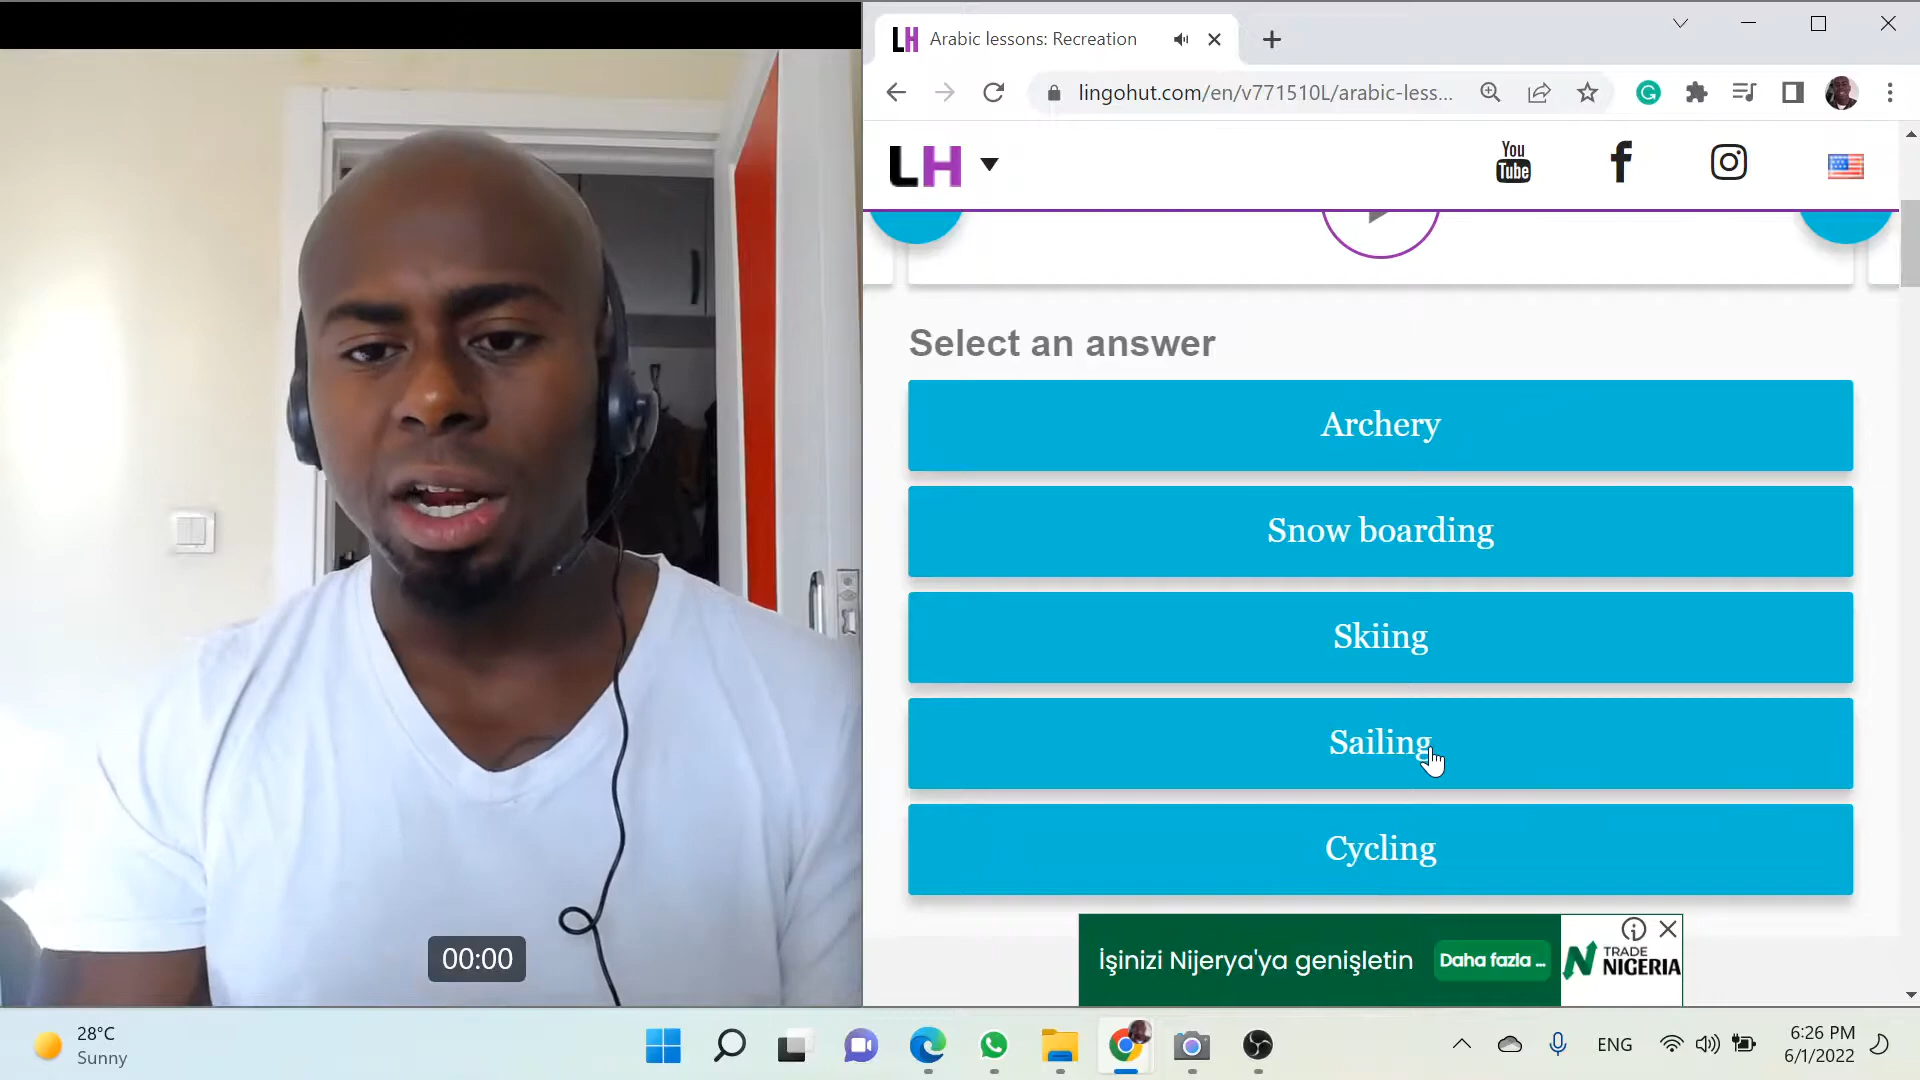 LH Arabic lessons: Recreation
lingohut.com/en/v771510L/arabic-less...
LH
You
Tube
Select an answer
Archery
Snow boarding
Skiing
Sailing
Cycling
00:00
İşinizi Nijerya'ya genişletin
Daha fazla ...
TRADE
NIGERIA
28°C
Sunny
ENG
6:26 PM
6/1/2022